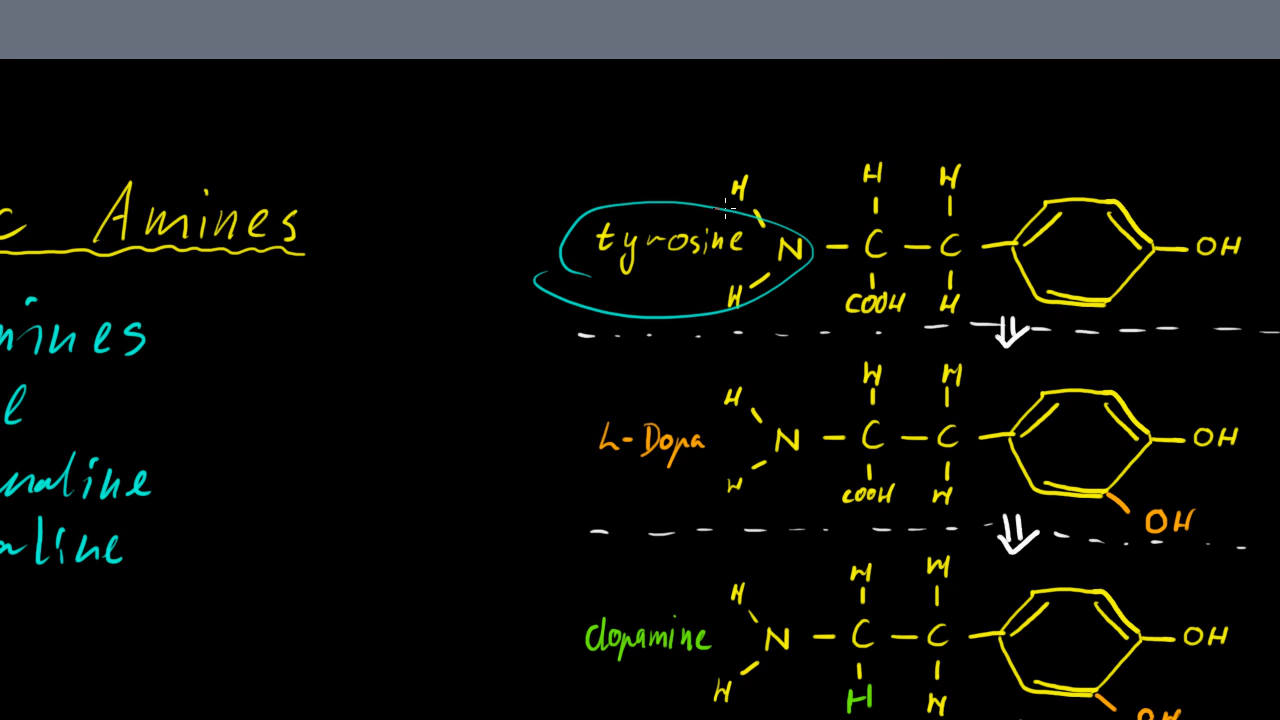 c Amines
mines
l
naline
aline
H H H
tyrosine N - C - C - OH
H COOH H
H H H
L-Dopa N - C - C - OH
H COOH H
OH
H H H
dopamine N - C - C - OH
H H H
OH